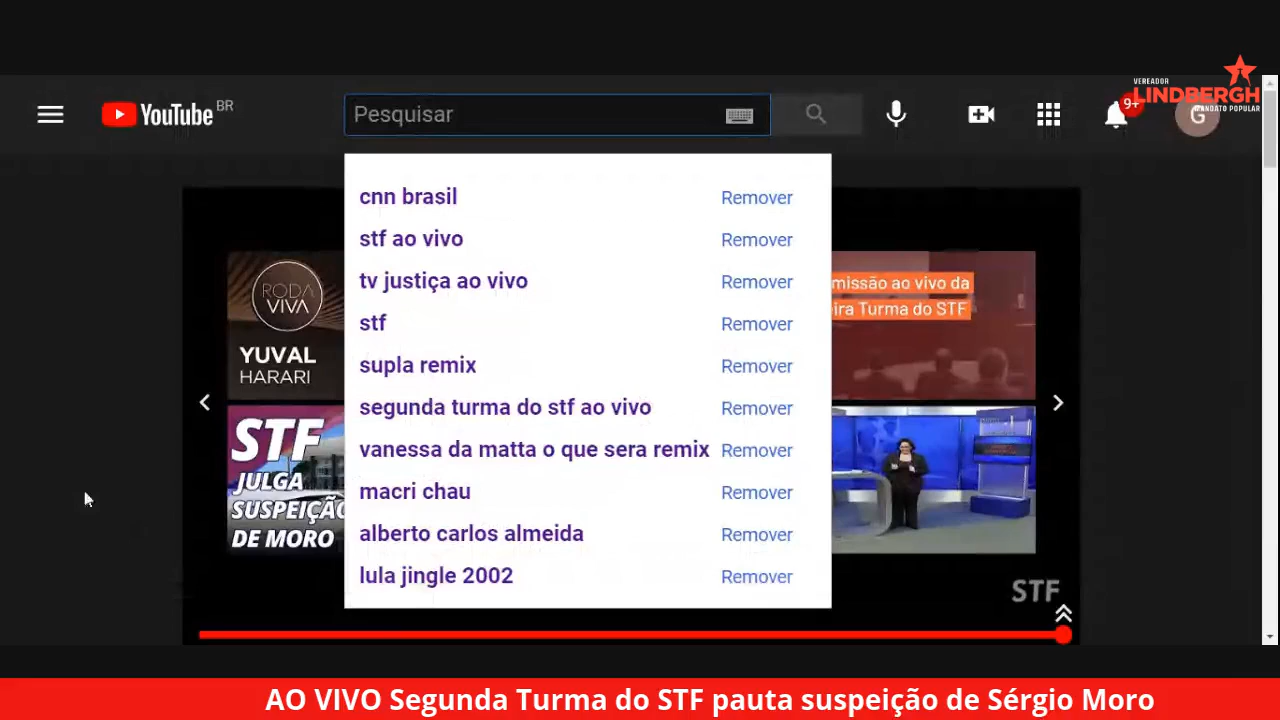 VEREADOR
LINDBERGH
MANDATO POPULAR
YouTube BR
Pesquisar
9+
G
cnn brasil Remover
stf ao vivo Remover
tv justiça ao vivo Remover
stf Remover
supla remix Remover
segunda turma do stf ao vivo Remover
vanessa da matta o que sera remix Remover
macri chau Remover
alberto carlos almeida Remover
lula jingle 2002 Remover
RODA
VIVA
YUVAL
HARARI
missão ao vivo da
ira Turma do STF
STF
JULGA
SUSPEIÇÃO
DE MORO
STF
AO VIVO Segunda Turma do STF pauta suspeição de Sérgio Moro